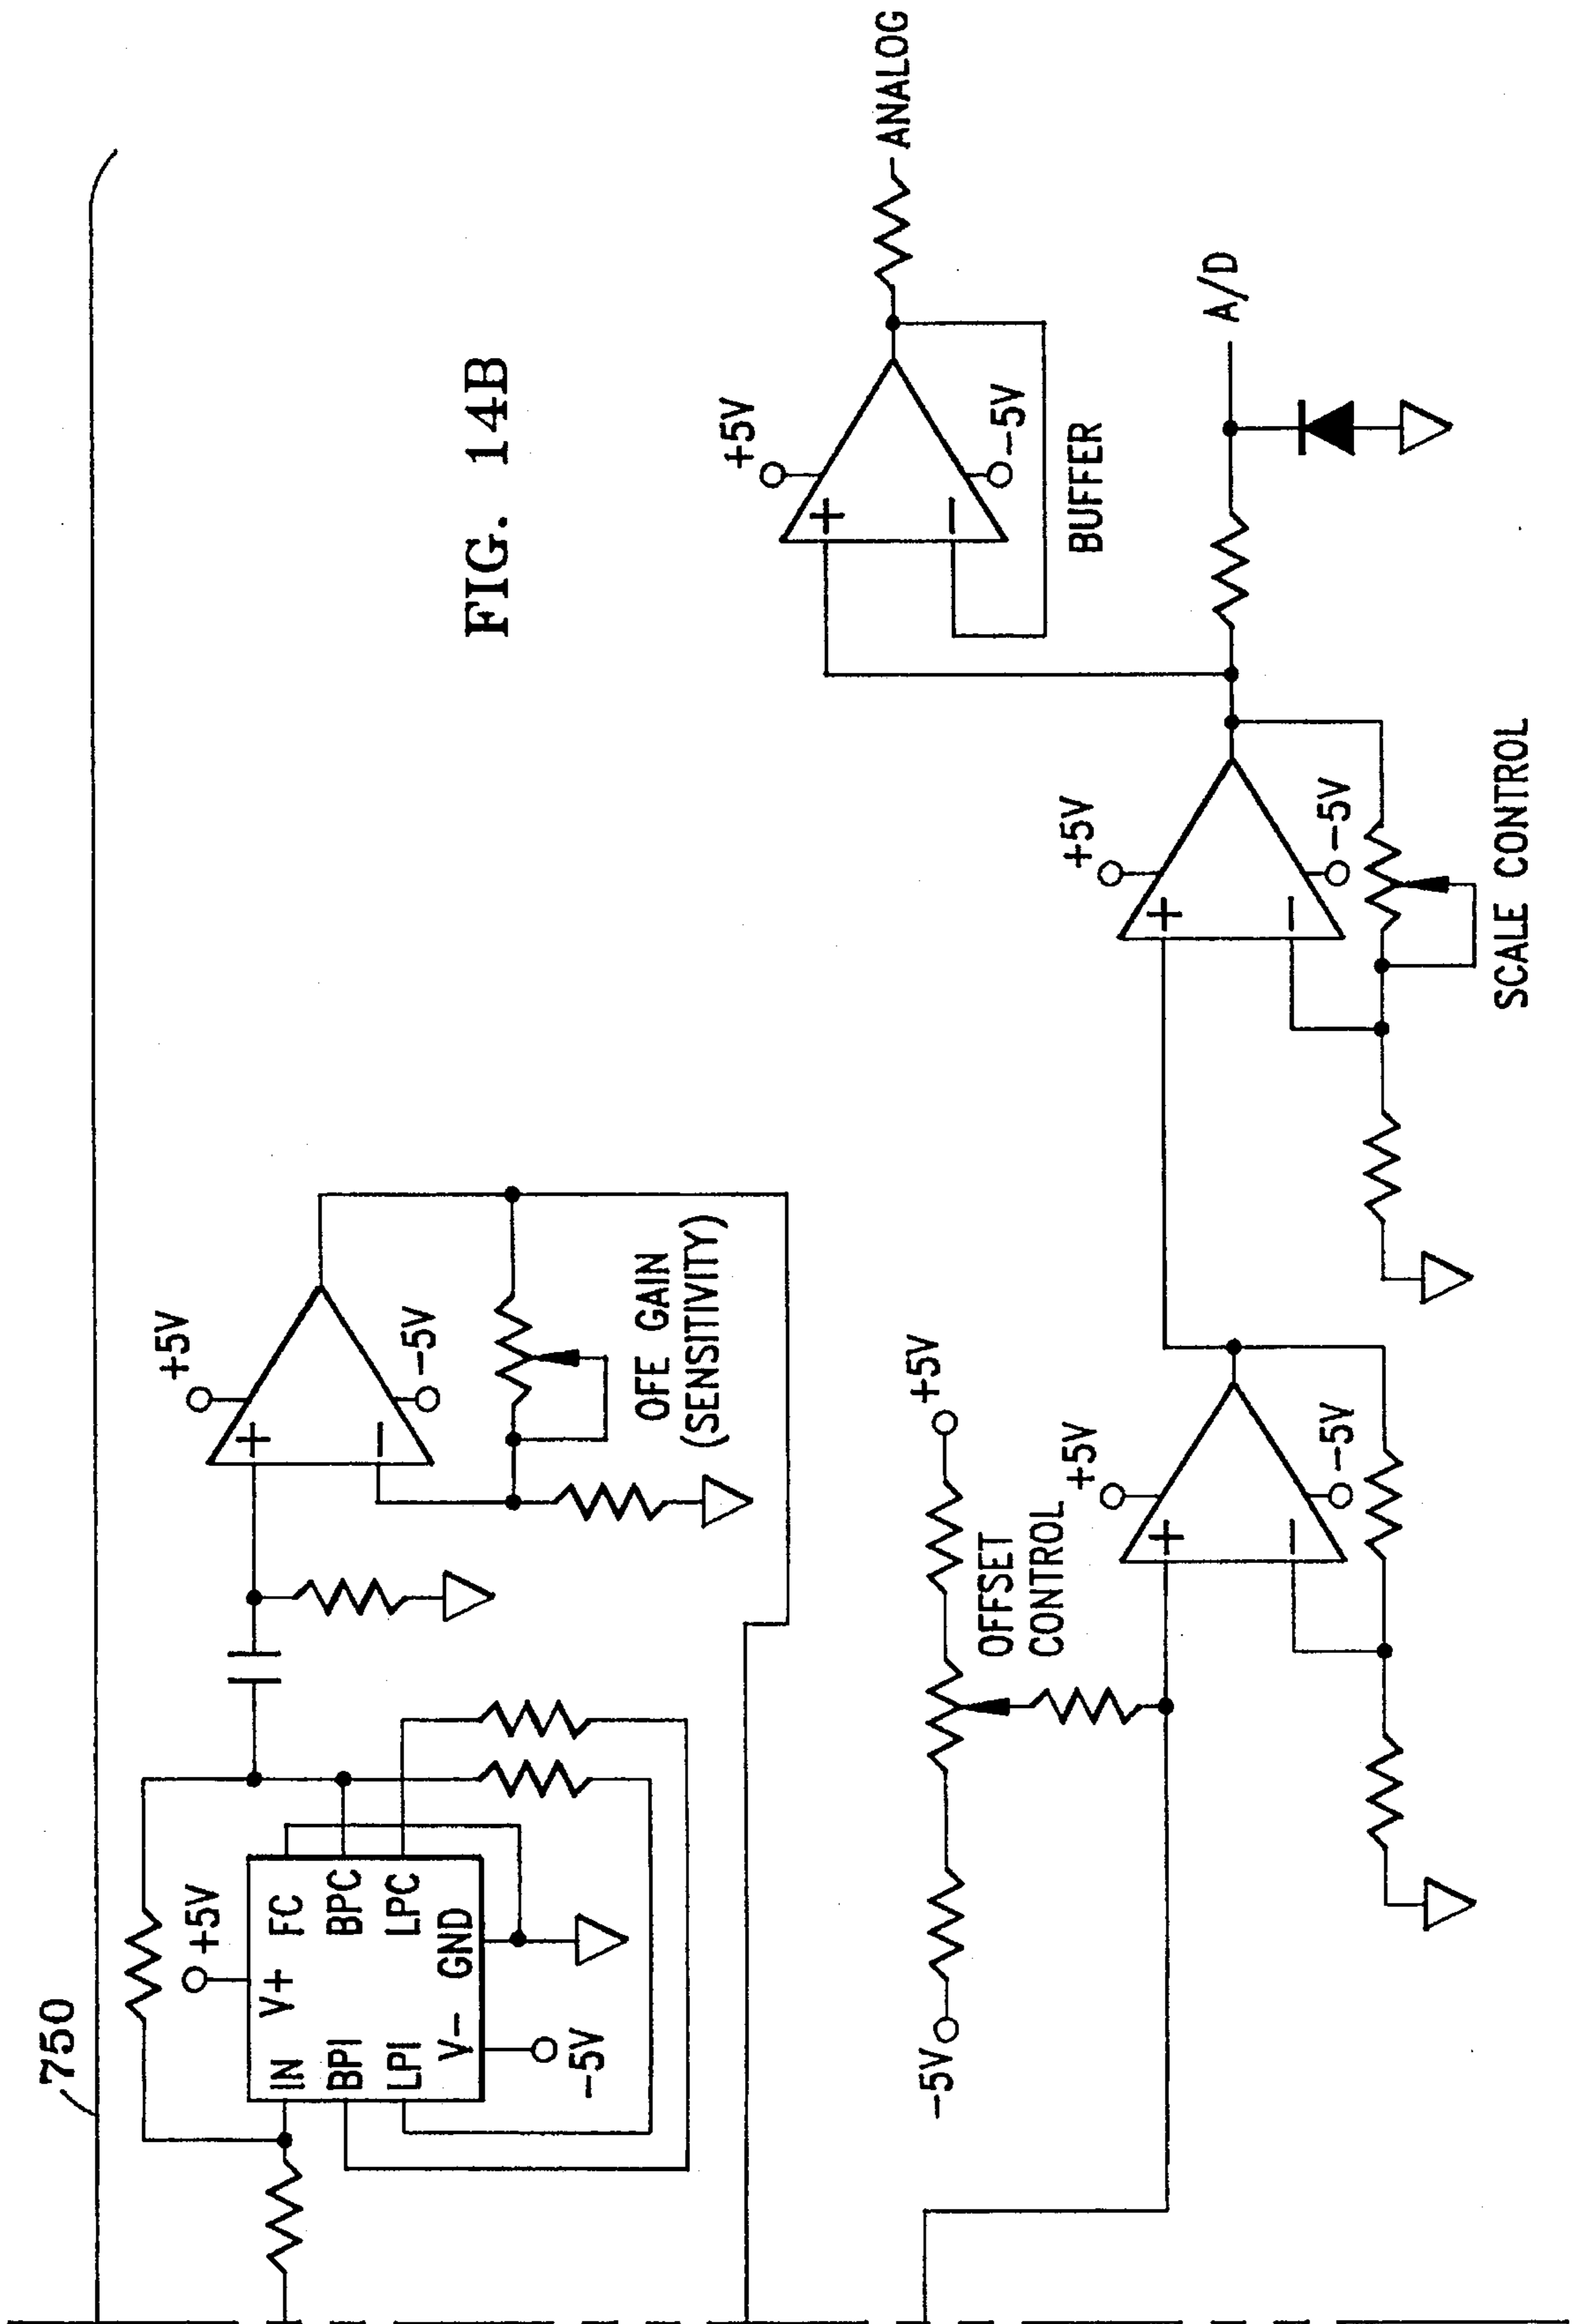 750
FIG. 14B
+5V
IN
V+
FC
BPI
BPC
LPI
LPC
V-
GND
-5V
+5V
-5V
OFE GAIN
(SENSITIVITY)
+5V
-5V
BUFFER
ANALOG
-5V
+5V
OFFSET
CONTROL
+5V
-5V
+5V
-5V
SCALE CONTROL
A/D
+
-
+
-
+
-
+
-